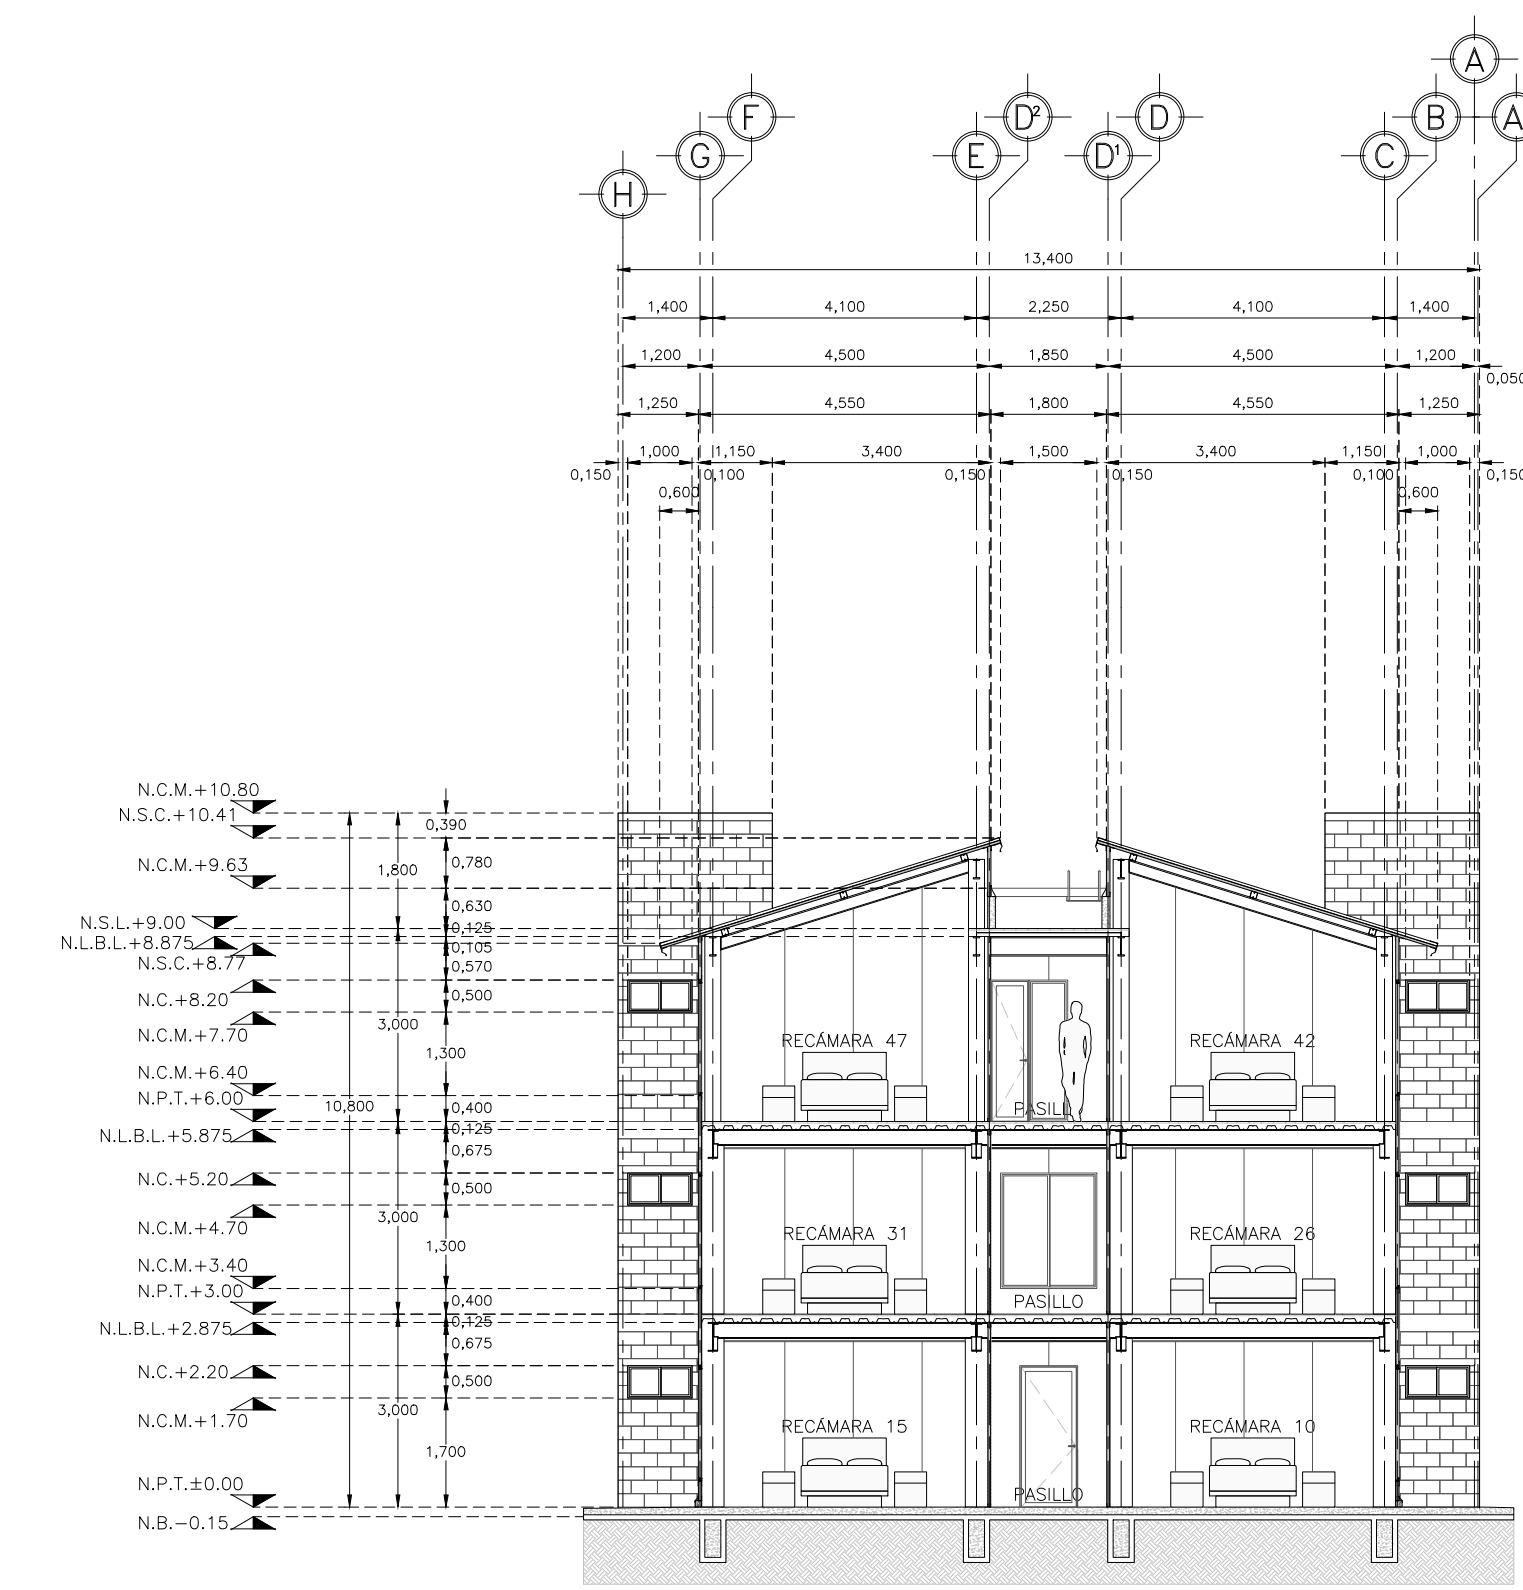 A
F
D²
D
B
A
G
E
D¹
C
H
13,400
1,400 4,100 2,250 4,100 1,400
1,200 4,500 1,850 4,500 1,200
0,050
1,250 4,550 1,800 4,550 1,250
1,000 1,150 3,400 1,500 3,400 1,150 1,000
0,150 0,100 0,150 0,150 0,100 0,150
0,600 0,600
N.C.M.+10.80
N.S.C.+10.41
0,390
N.C.M.+9.63
0,780
1,800
0,630
N.S.L.+9.00
0,125
N.L.B.L.+8.875
0,105
N.S.C.+8.77
0,570
N.C.+8.20
0,500
3,000
N.C.M.+7.70
RECÁMARA 47 RECÁMARA 42
1,300
N.C.M.+6.40
N.P.T.+6.00
10,800
0,400
PASILLO
0,125
N.L.B.L.+5.875
0,675
N.C.+5.20
0,500
3,000
N.C.M.+4.70
RECÁMARA 31 RECÁMARA 26
1,300
N.C.M.+3.40
N.P.T.+3.00
0,400
PASILLO
0,125
N.L.B.L.+2.875
0,675
N.C.+2.20
0,500
3,000
N.C.M.+1.70
RECÁMARA 15 RECÁMARA 10
1,700
N.P.T.±0.00
PASILLO
N.B.−0.15